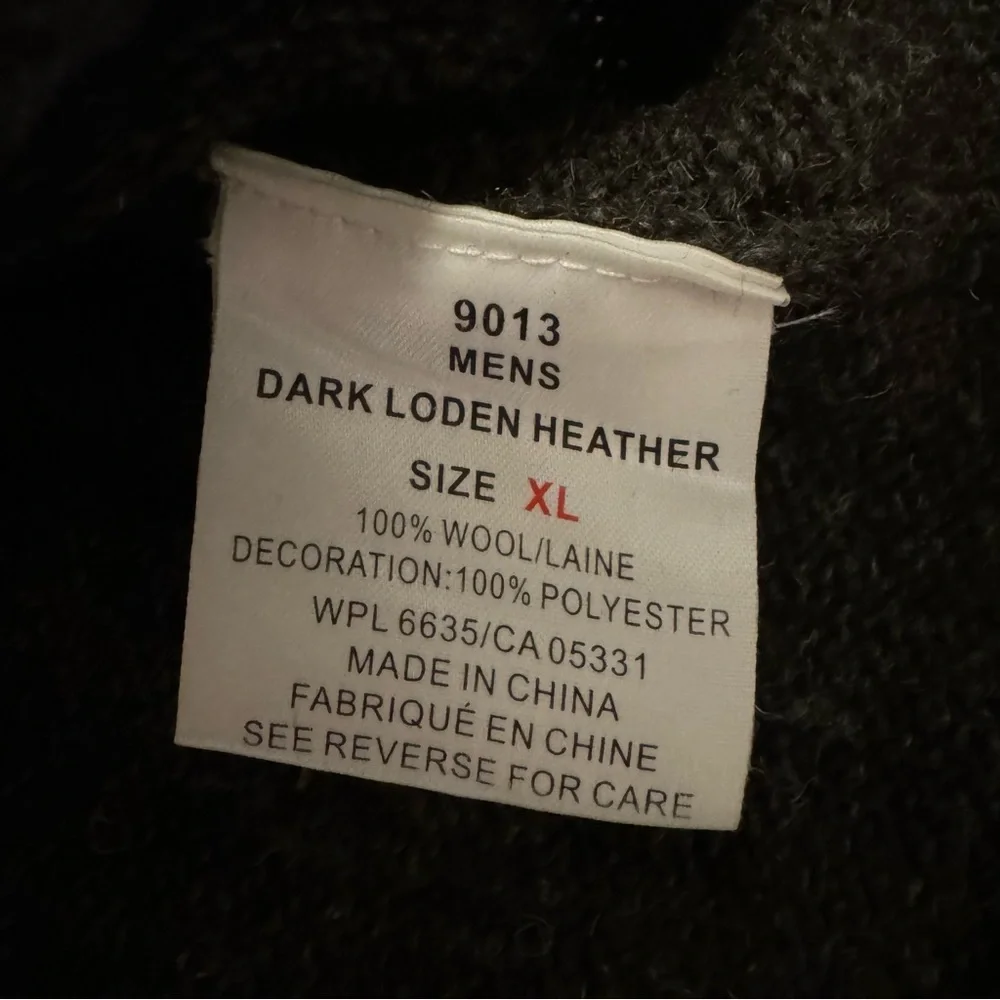 9013
MENS
DARK LODEN HEATHER
SIZE XL
100% WOOL/LAINE
DECORATION:100% POLYESTER
WPL 6635/CA 05331
MADE IN CHINA
FABRIQUÉ EN CHINE
SEE REVERSE FOR CARE